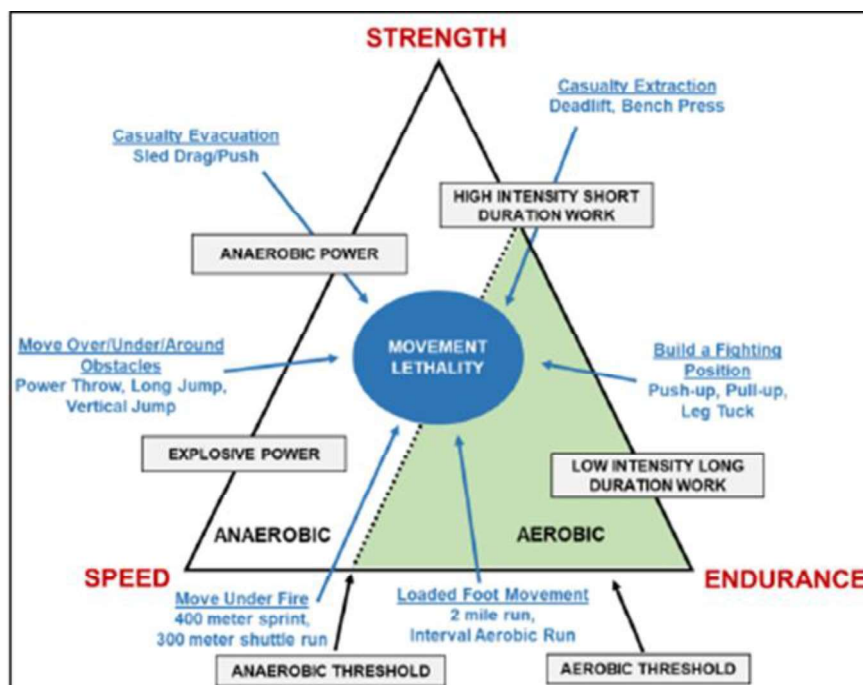 STRENGTH
Casualty Extraction
Deadlift, Bench Press
Casualty Evacuation
Sled Drag/Push
HIGH INTENSITY SHORT
DURATION WORK
ANAEROBIC POWER
Move Over/Under/Around
Obstacles
Power Throw, Long Jump,
Vertical Jump
MOVEMENT
LETHALITY
Build a Fighting
Position
Push-up, Pull-up,
Leg Tuck
EXPLOSIVE POWER
LOW INTENSITY LONG
DURATION WORK
ANAEROBIC
AEROBIC
SPEED
ENDURANCE
Move Under Fire
400 meter sprint,
300 meter shuttle run
Loaded Foot Movement
2 mile run,
Interval Aerobic Run
ANAEROBIC THRESHOLD
AEROBIC THRESHOLD